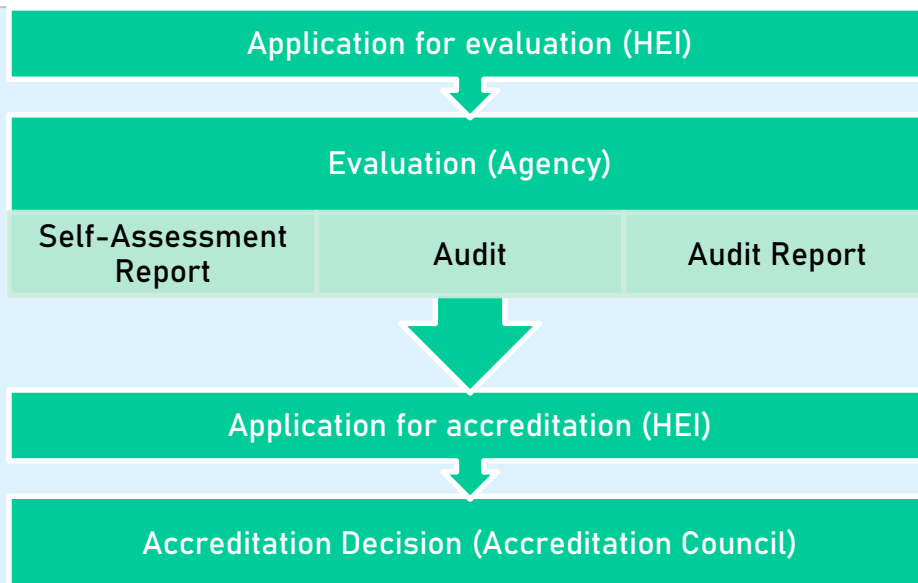 Application for evaluation (HEI)
Evaluation (Agency)
Self-Assessment
Report
Audit
Audit Report
Application for accreditation (HEI)
Accreditation Decision (Accreditation Council)